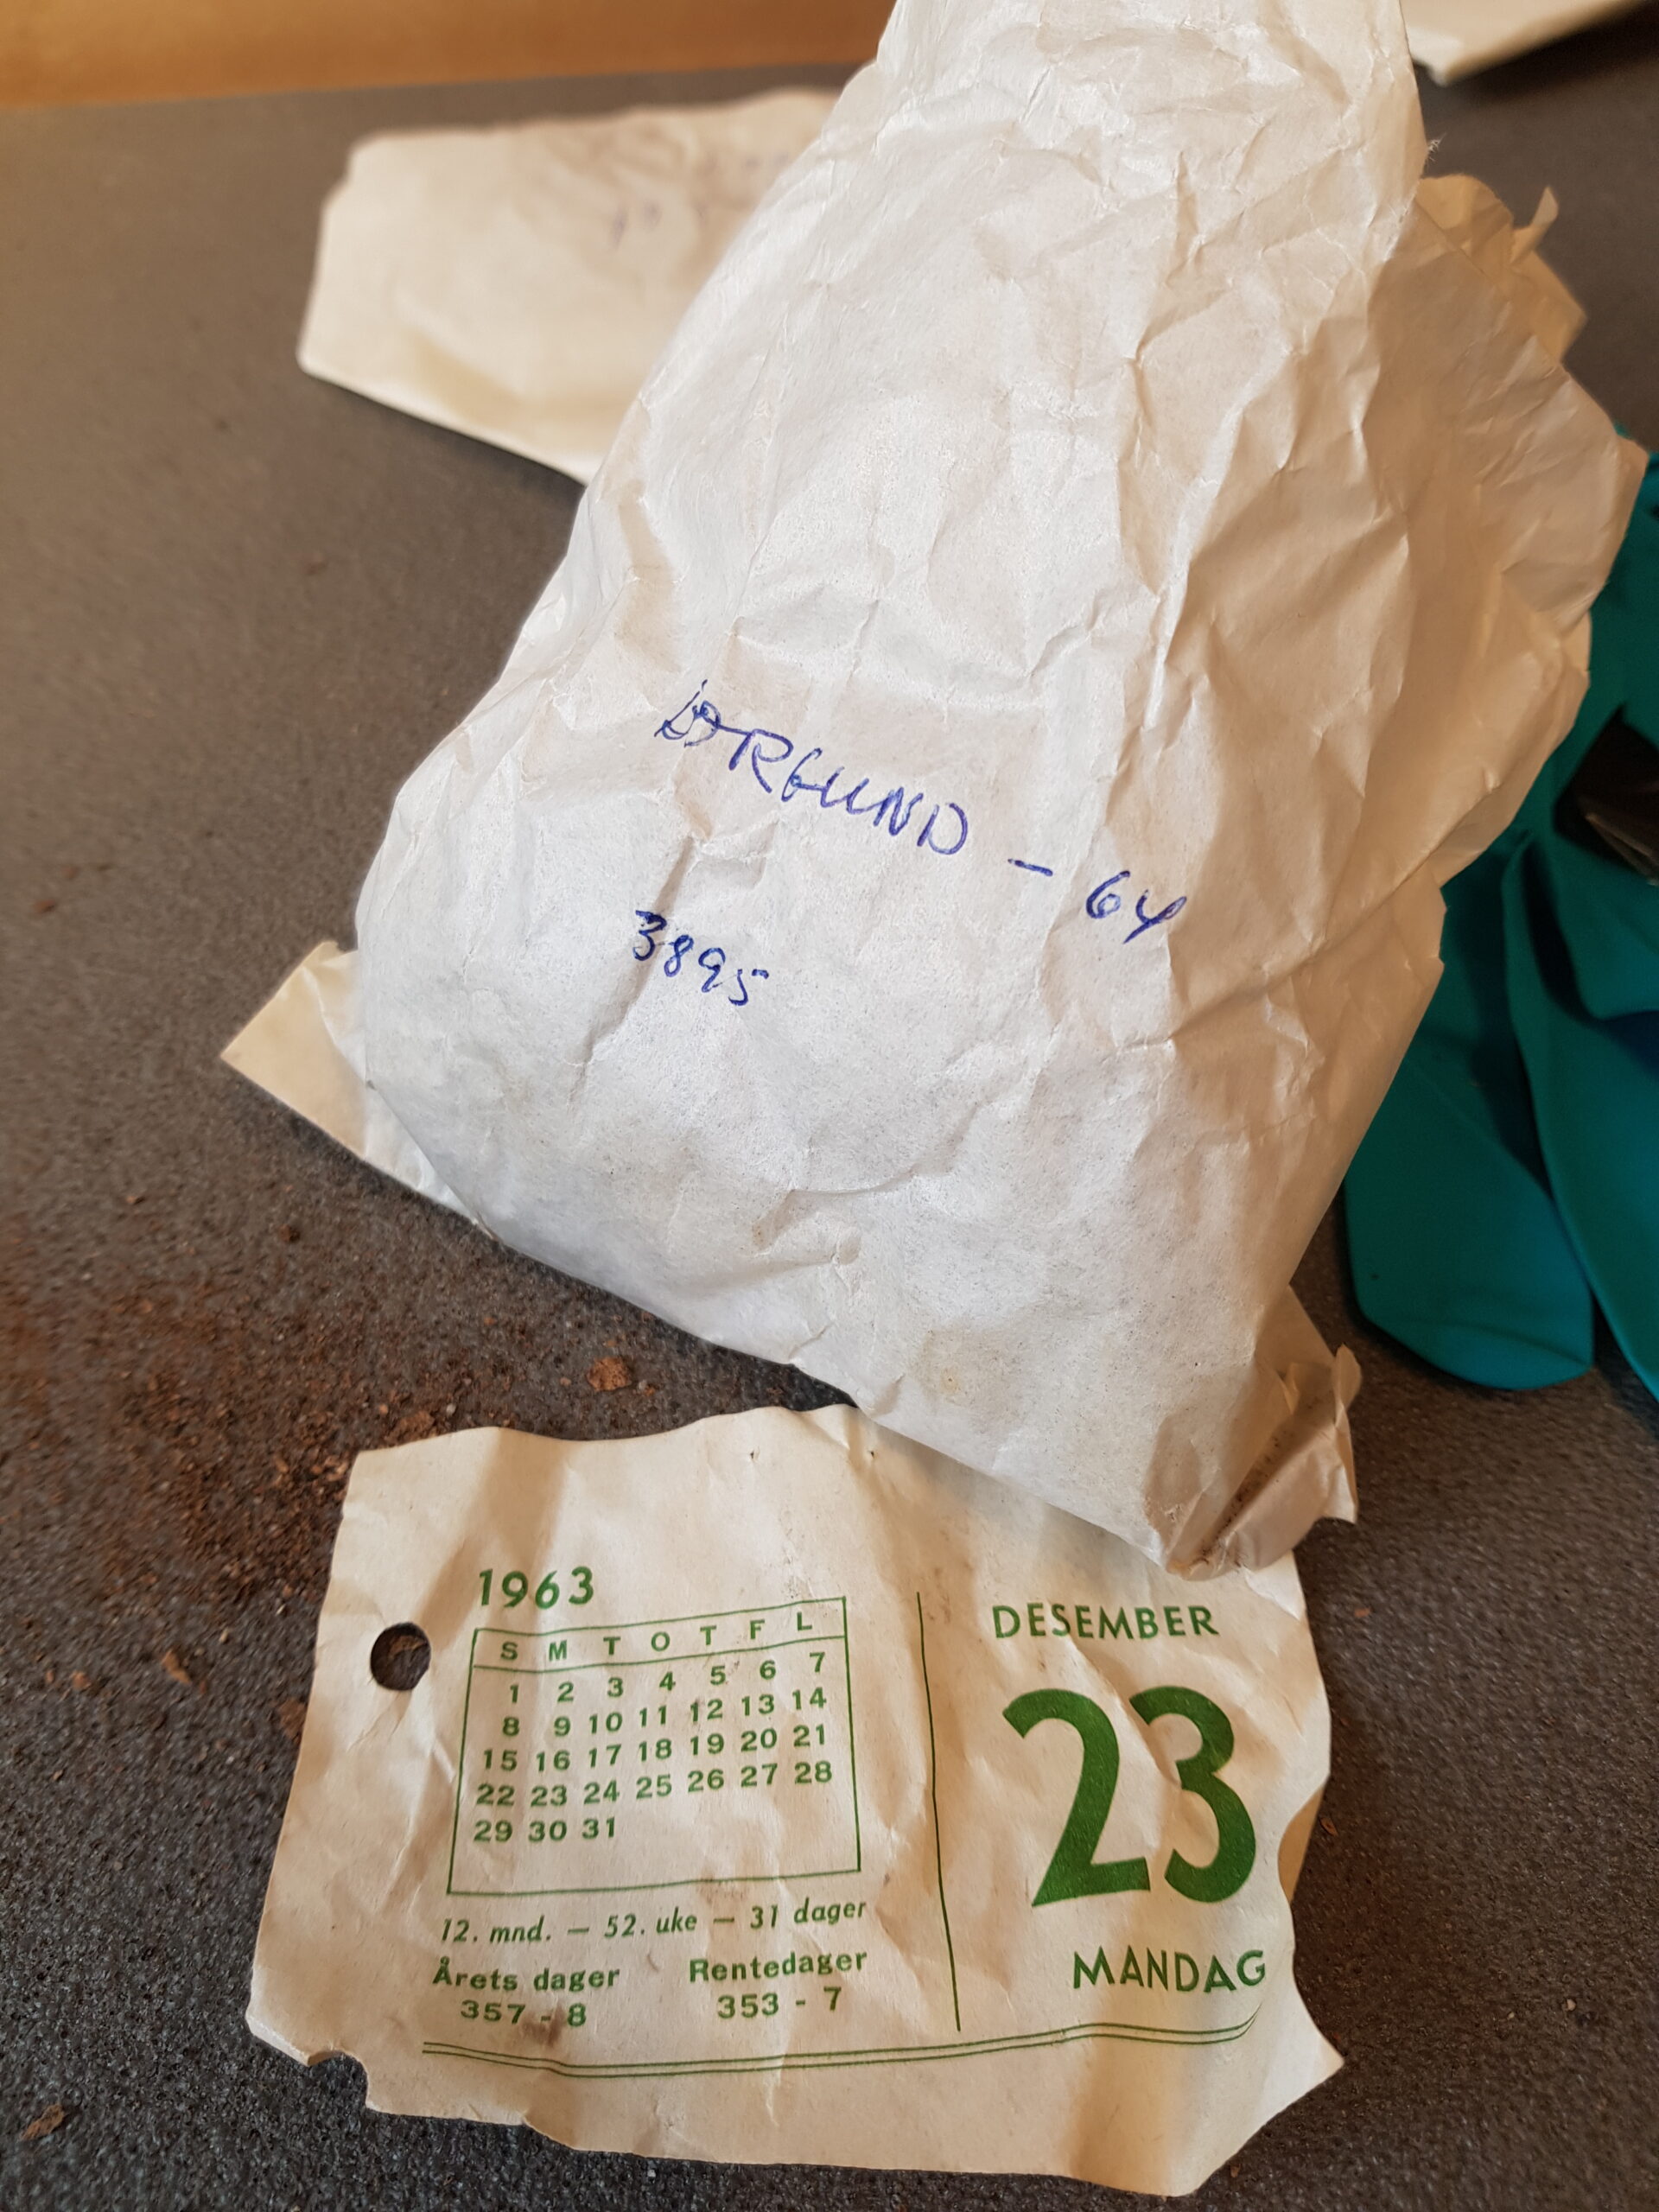 BORGUND - 64
3895
1963
S M T O T F L
1 2 3 4 5 6 7
8 9 10 11 12 13 14
15 16 17 18 19 20 21
22 23 24 25 26 27 28
29 30 31
12. mnd. — 52. uke — 31 dager
Årets dager Rentedager
357 - 8 353 - 7
DESEMBER
23
MANDAG